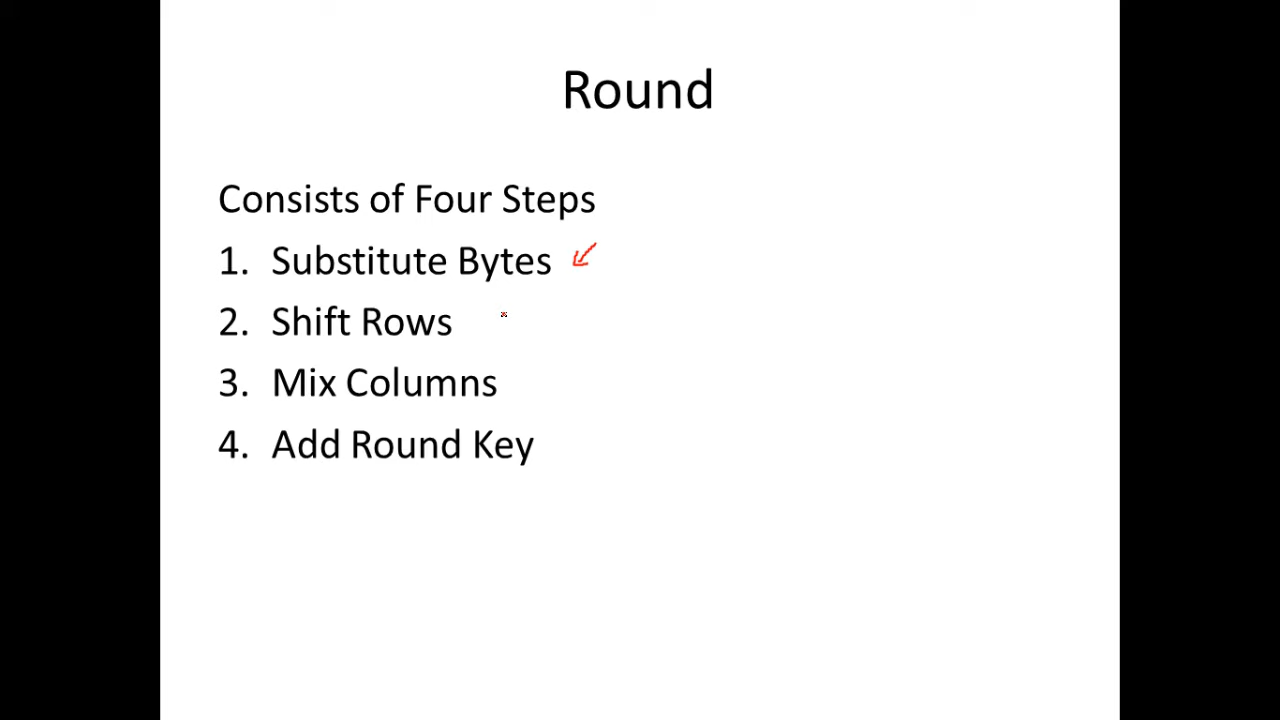 Round
Consists of Four Steps
1. Substitute Bytes
2. Shift Rows
3. Mix Columns
4. Add Round Key